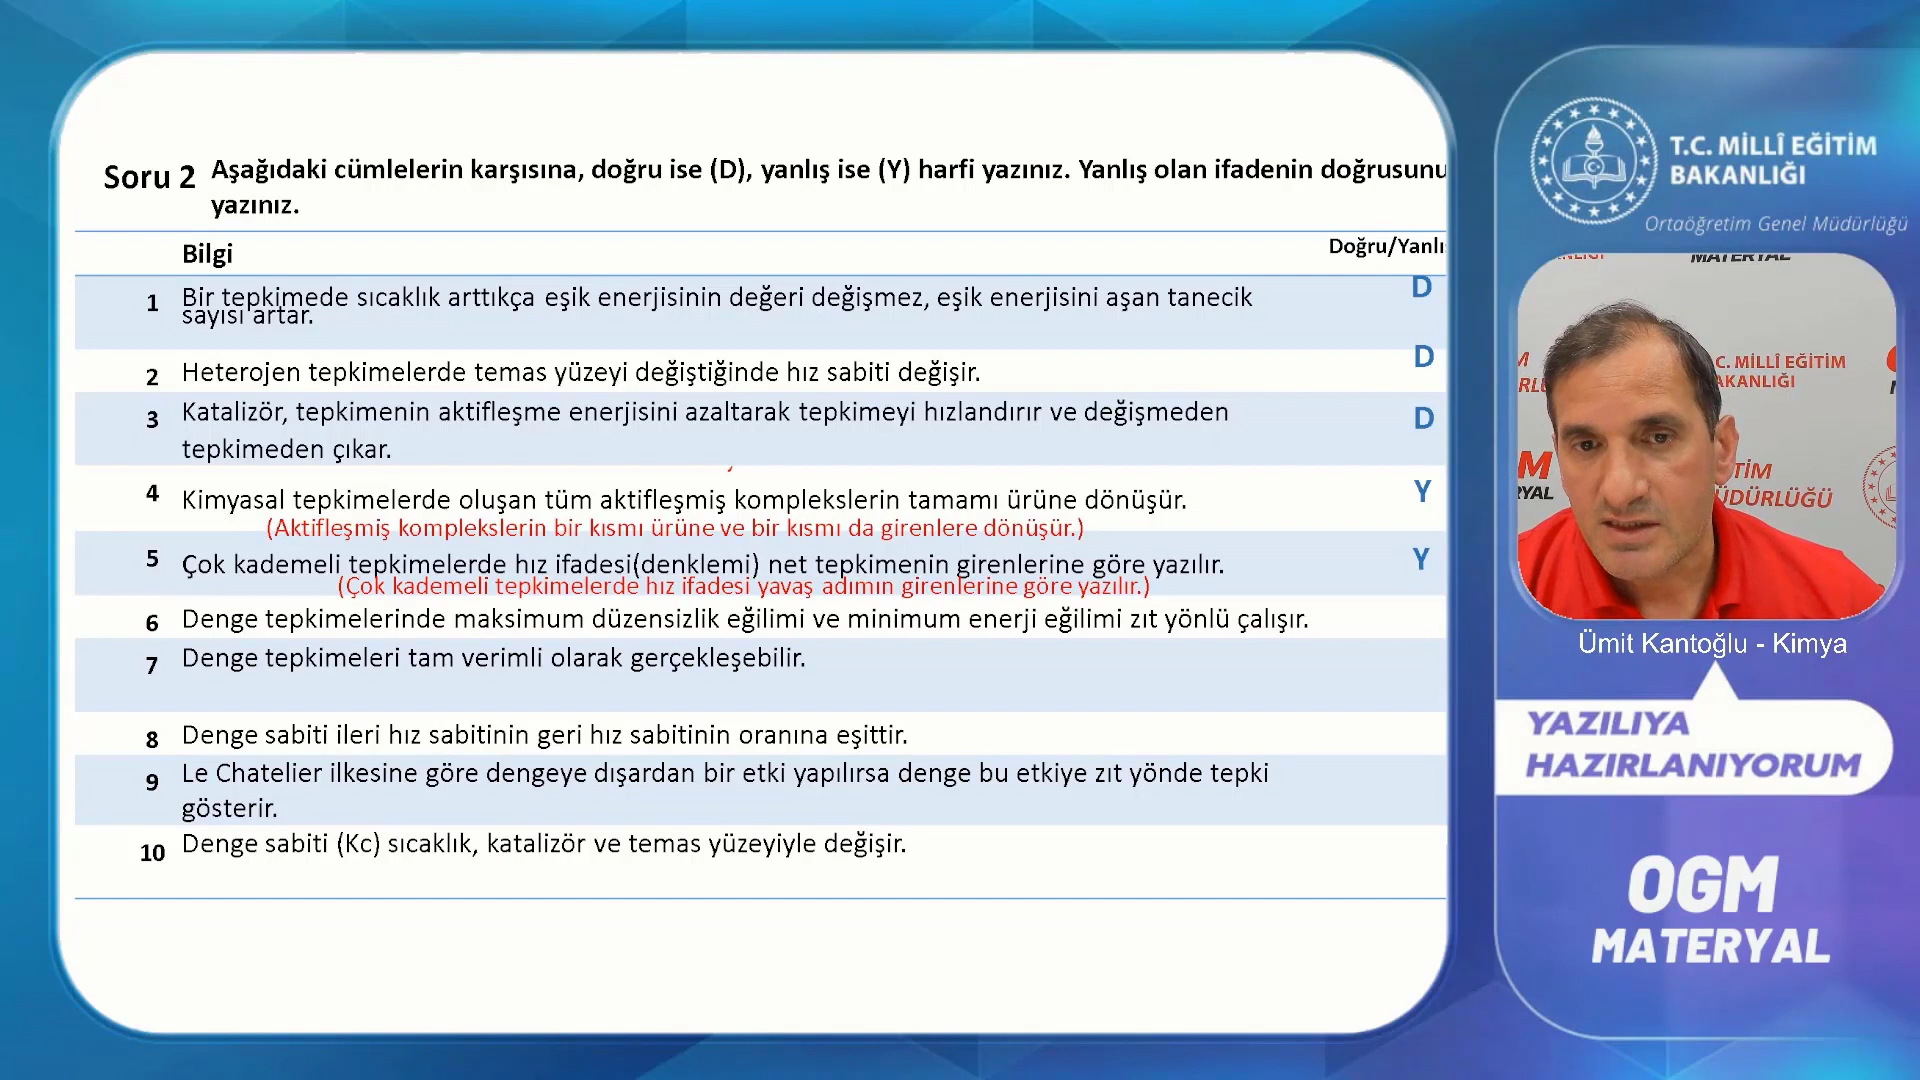 Soru 2
Aşağıdaki cümlelerin karşısına, doğru ise (D), yanlış ise (Y) harfi yazınız. Yanlış olan ifadenin doğrusunu
yazınız.
Bilgi
Doğru/Yanlı
1 Bir tepkimede sıcaklık arttıkça eşik enerjisinin değeri değişmez, eşik enerjisini aşan tanecik
sayısı artar.
D
2 Heterojen tepkimelerde temas yüzeyi değiştiğinde hız sabiti değişir.
D
3 Katalizör, tepkimenin aktifleşme enerjisini azaltarak tepkimeyi hızlandırır ve değişmeden
tepkimeden çıkar.
D
4 Kimyasal tepkimelerde oluşan tüm aktifleşmiş komplekslerin tamamı ürüne dönüşür.
Y
(Aktifleşmiş komplekslerin bir kısmı ürüne ve bir kısmı da girenlere dönüşür.)
5 Çok kademeli tepkimelerde hız ifadesi(denklemi) net tepkimenin girenlerine göre yazılır.
Y
(Çok kademeli tepkimelerde hız ifadesi yavaş adımın girenlerine göre yazılır.)
6 Denge tepkimelerinde maksimum düzensizlik eğilimi ve minimum enerji eğilimi zıt yönlü çalışır.
7 Denge tepkimeleri tam verimli olarak gerçekleşebilir.
8 Denge sabiti ileri hız sabitinin geri hız sabitinin oranına eşittir.
9 Le Chatelier ilkesine göre dengeye dışardan bir etki yapılırsa denge bu etkiye zıt yönde tepki
gösterir.
10 Denge sabiti (Kc) sıcaklık, katalizör ve temas yüzeyiyle değişir.
T.C. MİLLÎ EĞİTİM
BAKANLIĞI
Ortaöğretim Genel Müdürlüğü
MATERYAL
C. MİLLÎ EĞİTİM
AKANLIĞI
TİM
ÜDÜRLÜĞÜ
Ümit Kantoğlu - Kimya
YAZILIYA
HAZIRLANIYORUM
OGM
MATERYAL